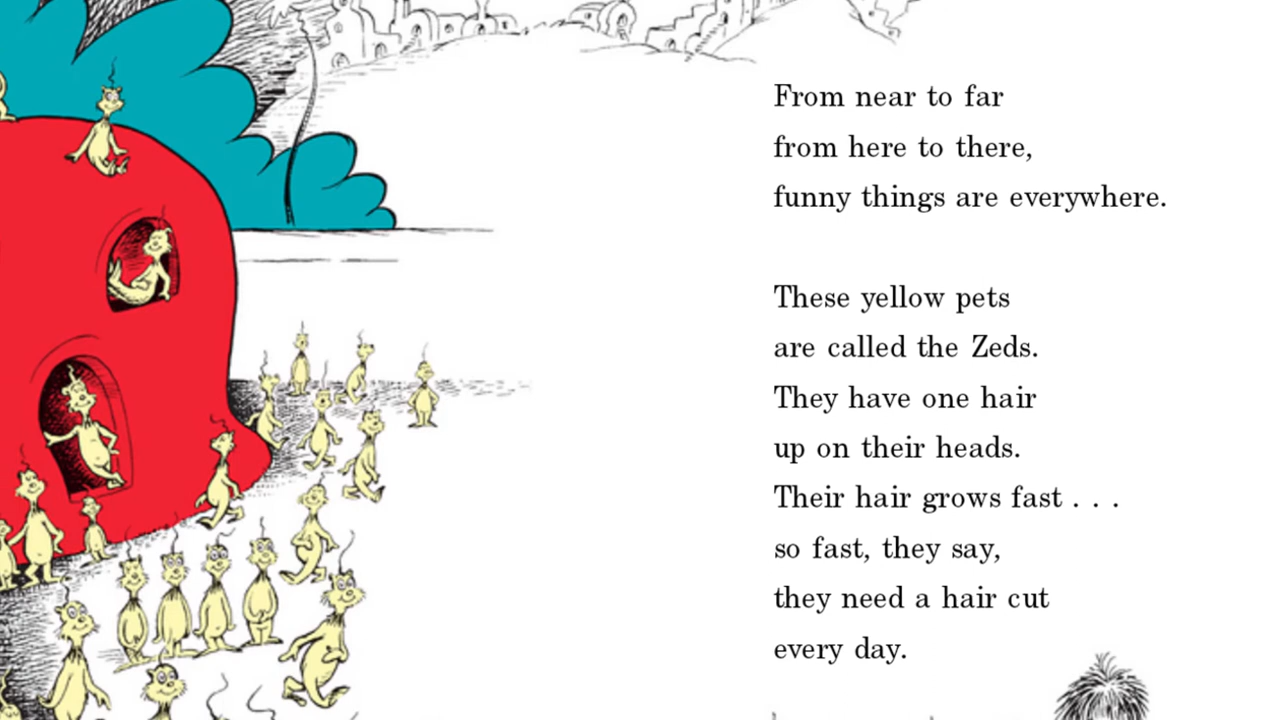 From near to far
from here to there,
funny things are everywhere.
These yellow pets
are called the Zeds.
They have one hair
up on their heads.
Their hair grows fast . . .
so fast, they say,
they need a hair cut
every day.